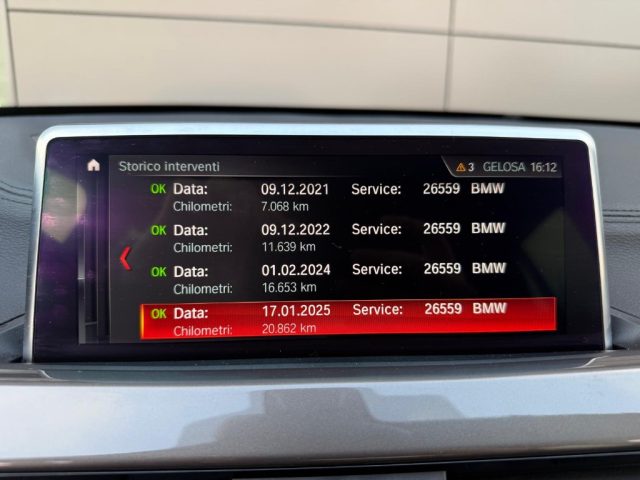 Storico interventi 3 GELOSA 16:12
OK Data: 09.12.2021 Service: 26559 BMW
Chilometri: 7.068 km
OK Data: 09.12.2022 Service: 26559 BMW
Chilometri: 11.639 km
OK Data: 01.02.2024 Service: 26559 BMW
Chilometri: 16.653 km
OK Data: 17.01.2025 Service: 26559 BMW
Chilometri: 20.862 km